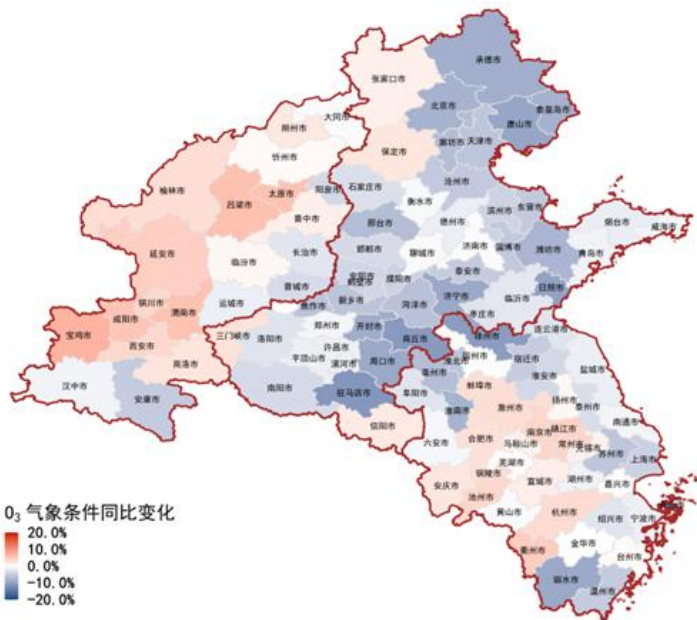 承德市
张家口市
北京市
秦皇岛市
唐山市
大同市
朔州市
廊坊市
天津市
忻州市
保定市
沧州市
榆林市
太原市
阳泉市
石家庄市
吕梁市
衡水市
滨州市
东营市
烟台市
威海市
晋中市
邢台市
德州市
延安市
临汾市
长治市
邯郸市
聊城市
济南市
淄博市
潍坊市
青岛市
安阳市
鹤壁市
濮阳市
泰安市
晋城市
日照市
铜川市
运城市
新乡市
焦作市
菏泽市
济宁市
临沂市
枣庄市
咸阳市
渭南市
宝鸡市
西安市
三门峡市
洛阳市
郑州市
开封市
商丘市
徐州市
连云港市
商洛市
许昌市
平顶山市
漯河市
周口市
淮北市
宿州市
宿迁市
汉中市
安康市
南阳市
驻马店市
亳州市
阜阳市
蚌埠市
淮安市
盐城市
淮南市
滁州市
扬州市
泰州市
信阳市
六安市
合肥市
南京市
镇江市
南通市
马鞍山市
常州市
无锡市
苏州市
上海市
芜湖市
安庆市
铜陵市
宣城市
湖州市
嘉兴市
池州市
黄山市
杭州市
绍兴市
宁波市
衢州市
金华市
台州市
丽水市
温州市
O₃ 气象条件同比变化
20.0%
10.0%
0.0%
-10.0%
-20.0%